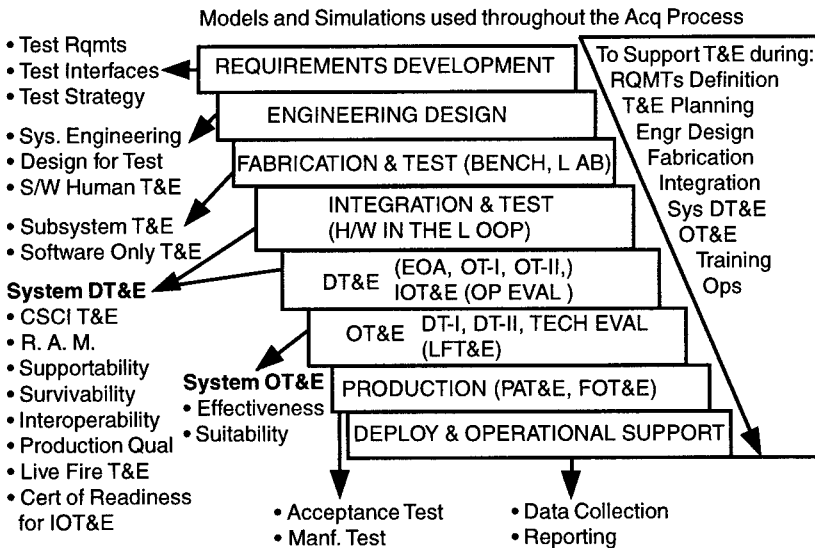 Models and Simulations used throughout the Acq Process
• Test Rqmts
• Test Interfaces
• Test Strategy
• Sys. Engineering
• Design for Test
• S/W Human T&E
• Subsystem T&E
• Software Only T&E
System DT&E
• CSCI T&E
• R. A. M.
• Supportability
• Survivability
• Interoperability
• Production Qual
• Live Fire T&E
• Cert of Readiness
for IOT&E
REQUIREMENTS DEVELOPMENT
ENGINEERING DESIGN
FABRICATION & TEST (BENCH, L AB)
INTEGRATION & TEST
(H/W IN THE L OOP)
DT&E (EOA, OT-I, OT-II,)
IOT&E (OP EVAL )
OT&E DT-I, DT-II, TECH EVAL
(LFT&E)
PRODUCTION (PAT&E, FOT&E)
DEPLOY & OPERATIONAL SUPPORT
System OT&E
• Effectiveness
• Suitability
• Acceptance Test
• Manf. Test
• Data Collection
• Reporting
To Support T&E during:
RQMTs Definition
T&E Planning
Engr Design
Fabrication
Integration
Sys DT&E
OT&E
Training
Ops